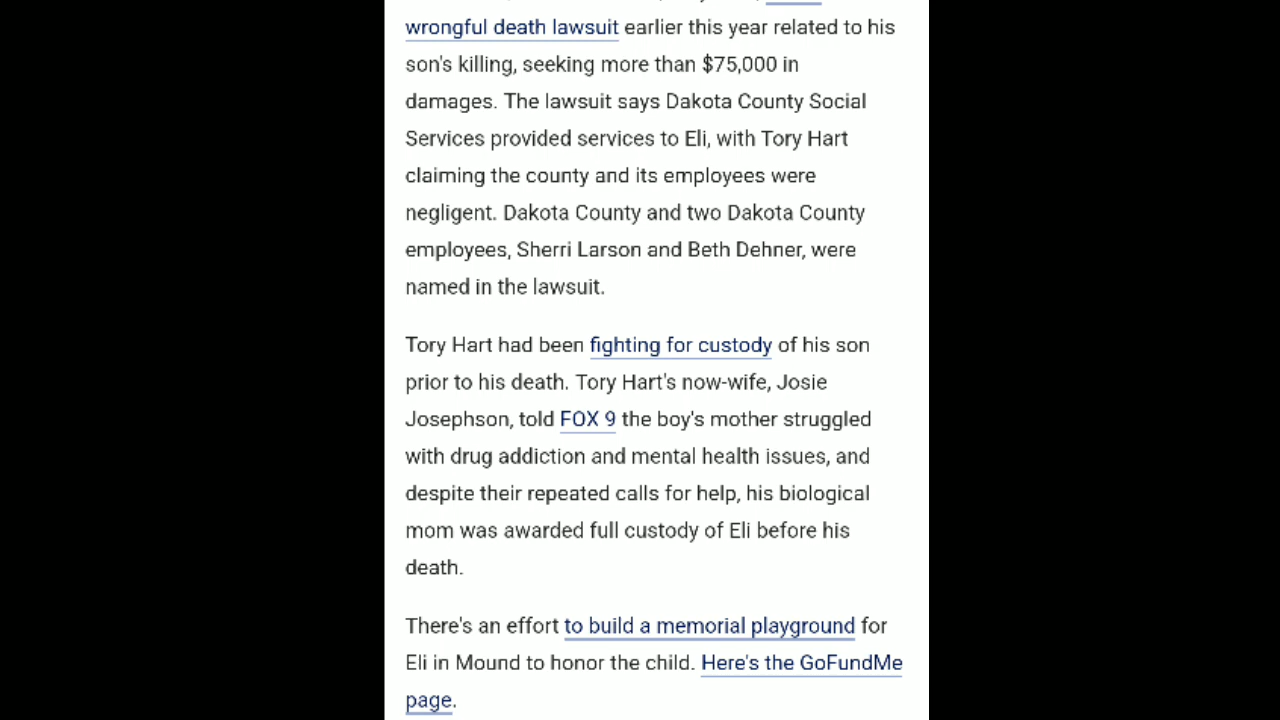 wrongful death lawsuit earlier this year related to his
son's killing, seeking more than $75,000 in
damages. The lawsuit says Dakota County Social
Services provided services to Eli, with Tory Hart
claiming the county and its employees were
negligent. Dakota County and two Dakota County
employees, Sherri Larson and Beth Dehner, were
named in the lawsuit.
Tory Hart had been fighting for custody of his son
prior to his death. Tory Hart's now-wife, Josie
Josephson, told FOX 9 the boy's mother struggled
with drug addiction and mental health issues, and
despite their repeated calls for help, his biological
mom was awarded full custody of Eli before his
death.
There's an effort to build a memorial playground for
Eli in Mound to honor the child. Here's the GoFundMe
page.